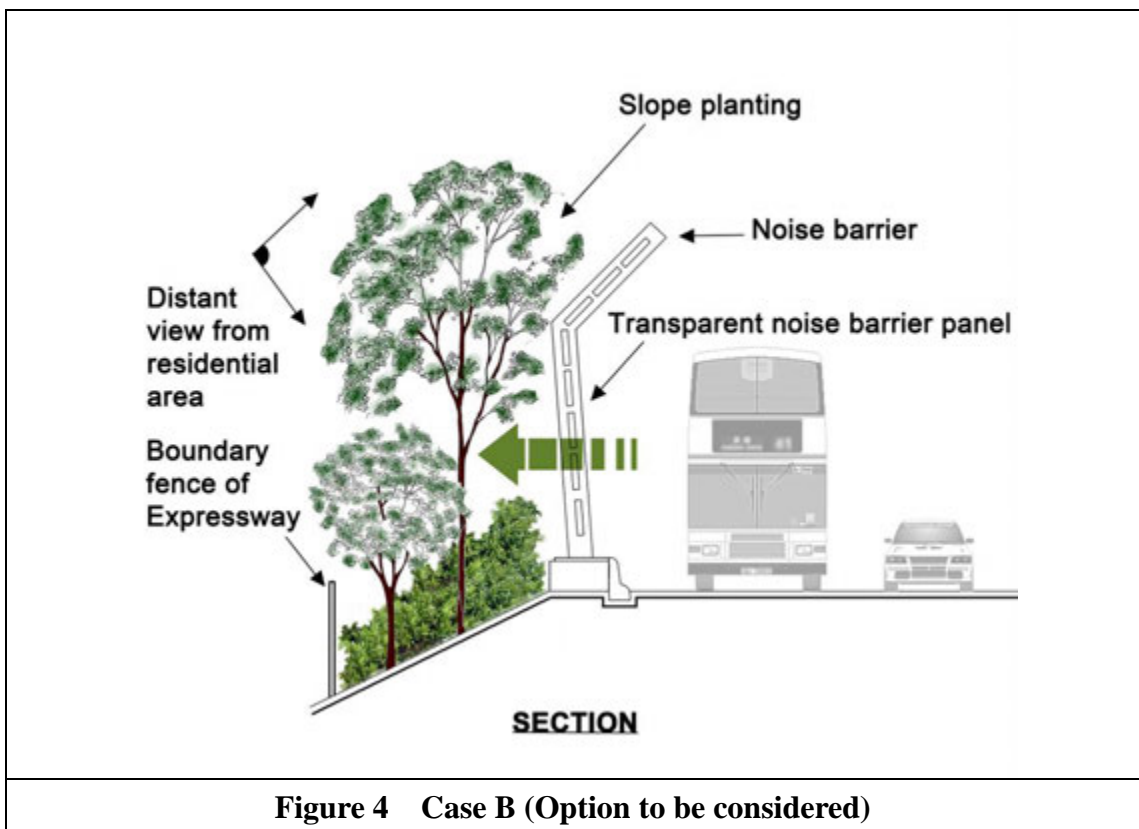 Slope planting
Noise barrier
Transparent noise barrier panel
Distant
view from
residential
area
Boundary
fence of
Expressway
SECTION
Figure 4 Case B (Option to be considered)